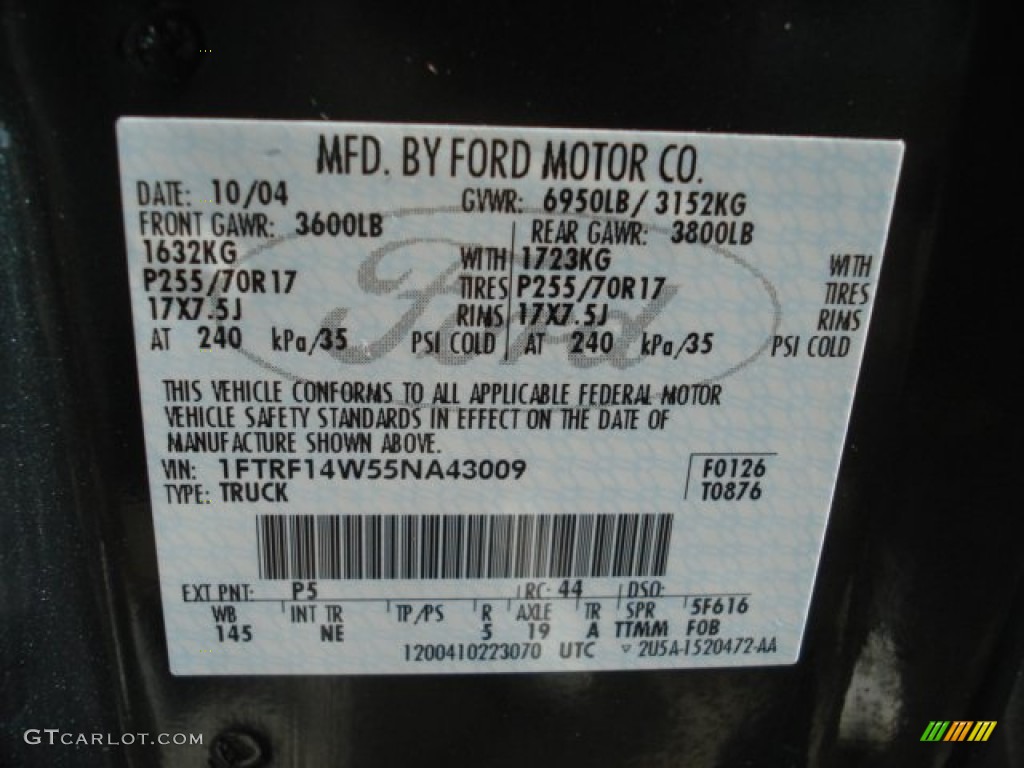 MFD. BY FORD MOTOR CO.
DATE: 10/04 GVWR: 6950LB/ 3152KG
FRONT GAWR: 3600LB REAR GAWR: 3800LB
1632KG WITH 1723KG WITH
P255/70R17 TIRES P255/70R17 TIRES
17X7.5J RIMS 17X7.5J RIMS
AT 240 kPa/35 PSI COLD AT 240 kPa/35 PSI COLD
Ford
THIS VEHICLE CONFORMS TO ALL APPLICABLE FEDERAL MOTOR
VEHICLE SAFETY STANDARDS IN EFFECT ON THE DATE OF
MANUFACTURE SHOWN ABOVE.
VIN: 1FTRF14W55NA43009 F0126
TYPE: TRUCK T0876
EXT PNT: P5 RC: 44 DSO:
WB INT TR TP/PS R AXLE TR SPR 5F616
145 NE 5 19 A TTMM FOB
1200410223070 UTC ▽ 2U5A-1520472-AA
GTCARLOT.COM